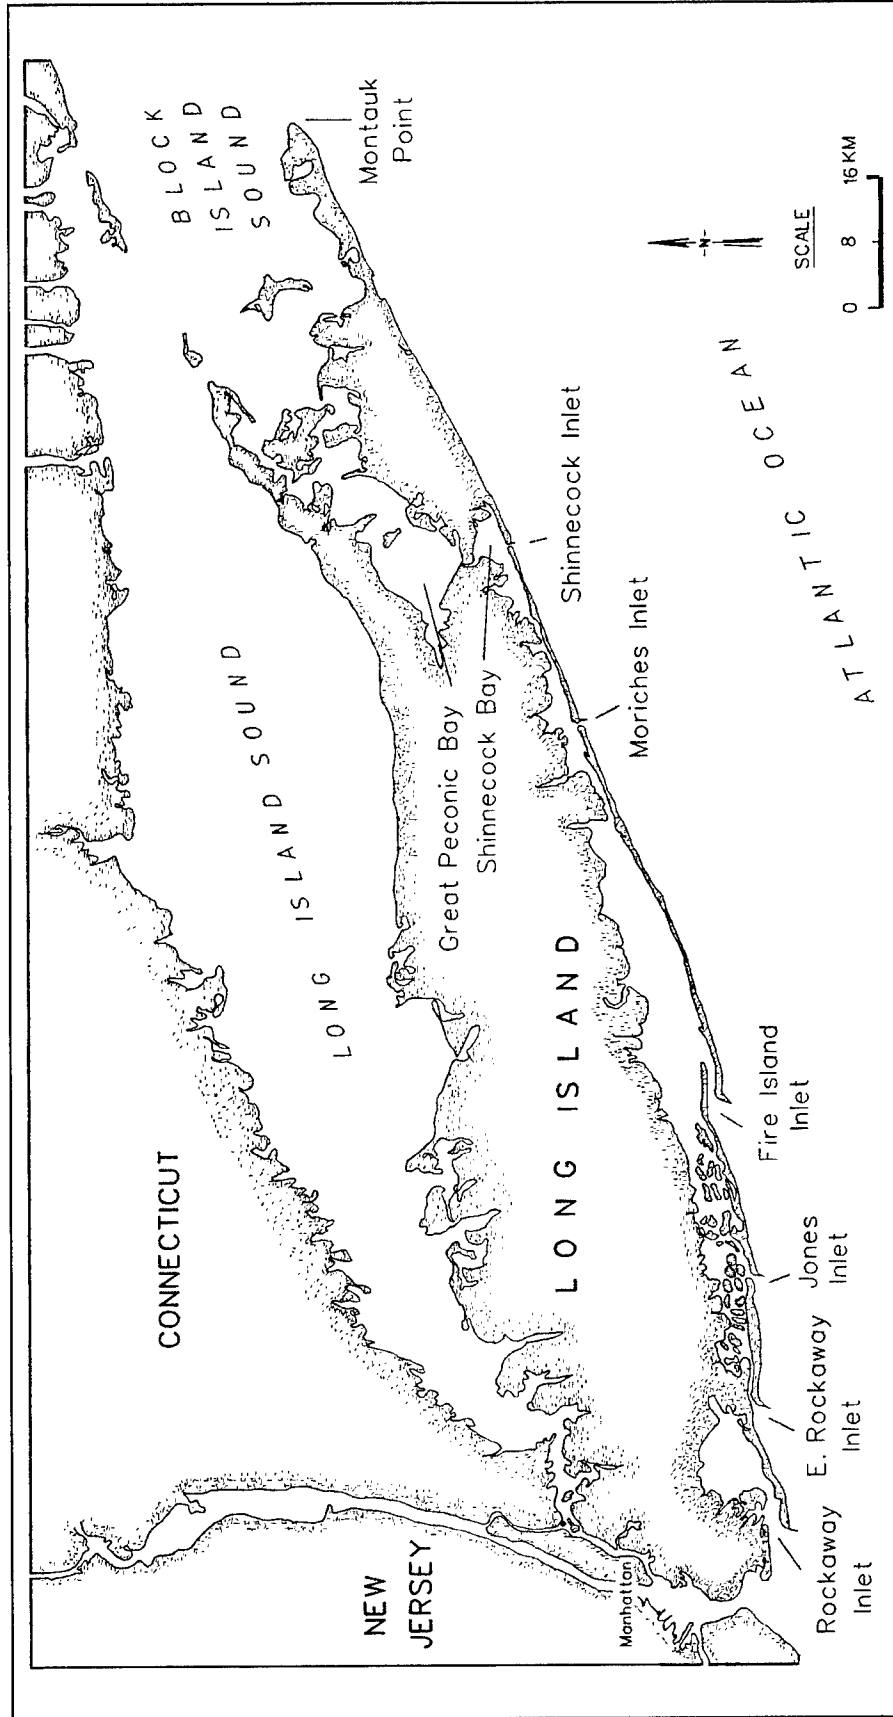 BLOCK
ISLAND
SOUND
Montauk
Point
CONNECTICUT
LONG ISLAND SOUND
Great Peconic Bay
Shinnecock Bay
LONG ISLAND
Shinnecock Inlet
Moriches Inlet
ATLANTIC OCEAN
Fire Island
Inlet
Jones
Inlet
E. Rockaway
Inlet
Rockaway
Inlet
NEW
JERSEY
Manhattan
-N-
SCALE
0 8 16 KM